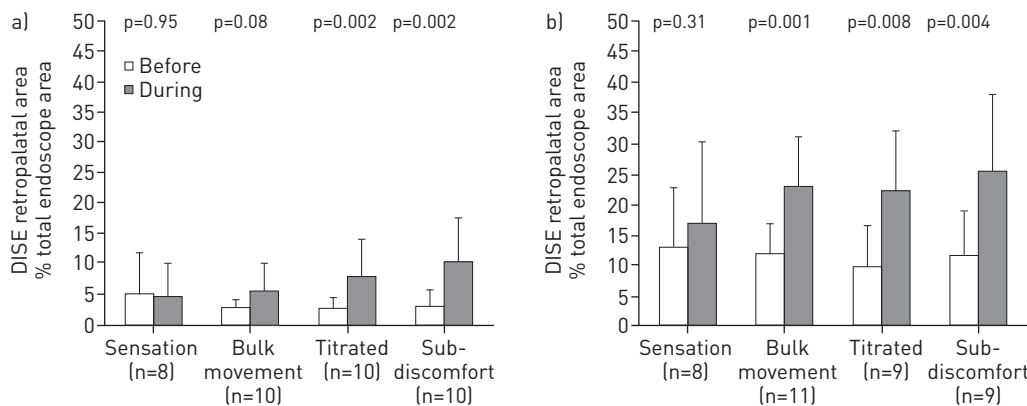 a)
DISE retropalatal area
% total endoscope area
50
45
40
35
30
25
20
15
10
5
0
p=0.95 p=0.08 p=0.002 p=0.002
Before
During
Sensation
(n=8)
Bulk
movement
(n=10)
Titrated
(n=10)
Sub-
discomfort
(n=10)
b)
DISE retropalatal area
% total endoscope area
50
45
40
35
30
25
20
15
10
5
0
p=0.31 p=0.001 p=0.008 p=0.004
Sensation
(n=8)
Bulk
movement
(n=11)
Titrated
(n=9)
Sub-
discomfort
(n=9)